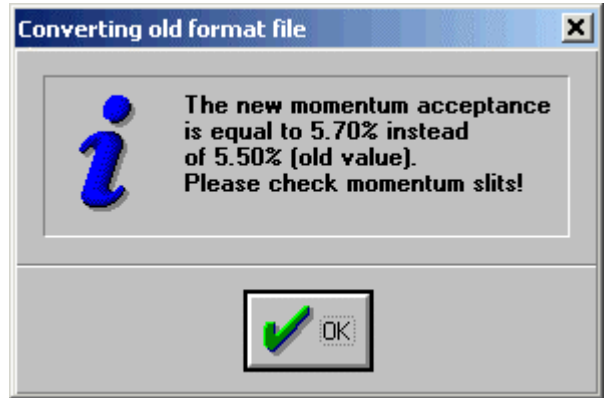 Converting old format file
The new momentum acceptance
is equal to 5.70% instead
of 5.50% (old value).
Please check momentum slits!
OK